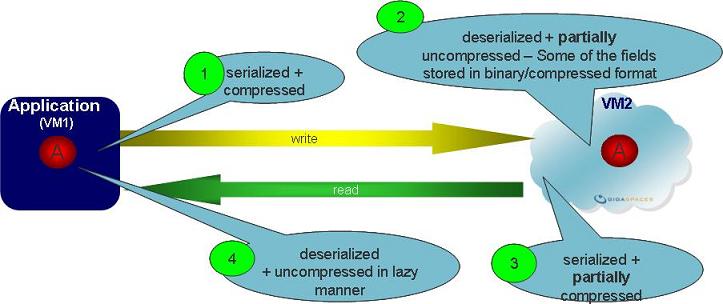 2
deserialized + partially
uncompressed – Some of the fields
stored in binary/compressed format
1
serialized +
compressed
Application
(VM1)
A
write
VM2
A
read
GIGASPACES
4
deserialized
+ uncompressed in lazy
manner
3
serialized +
partially
compressed